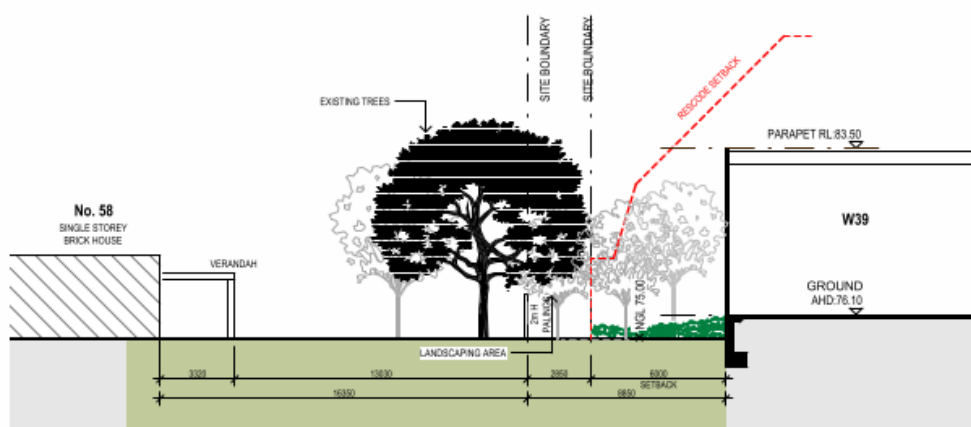 SITE BOUNDARY
SITE BOUNDARY
RESCODE SETBACK
EXISTING TREES
PARAPET RL:83.50
No. 58
SINGLE STOREY
BRICK HOUSE
W39
VERANDAH
GROUND
AHD:76.10
2m H
PALINGS
NGL 75.00
LANDSCAPING AREA
3320
13030
2850
6000
SETBACK
16350
8850